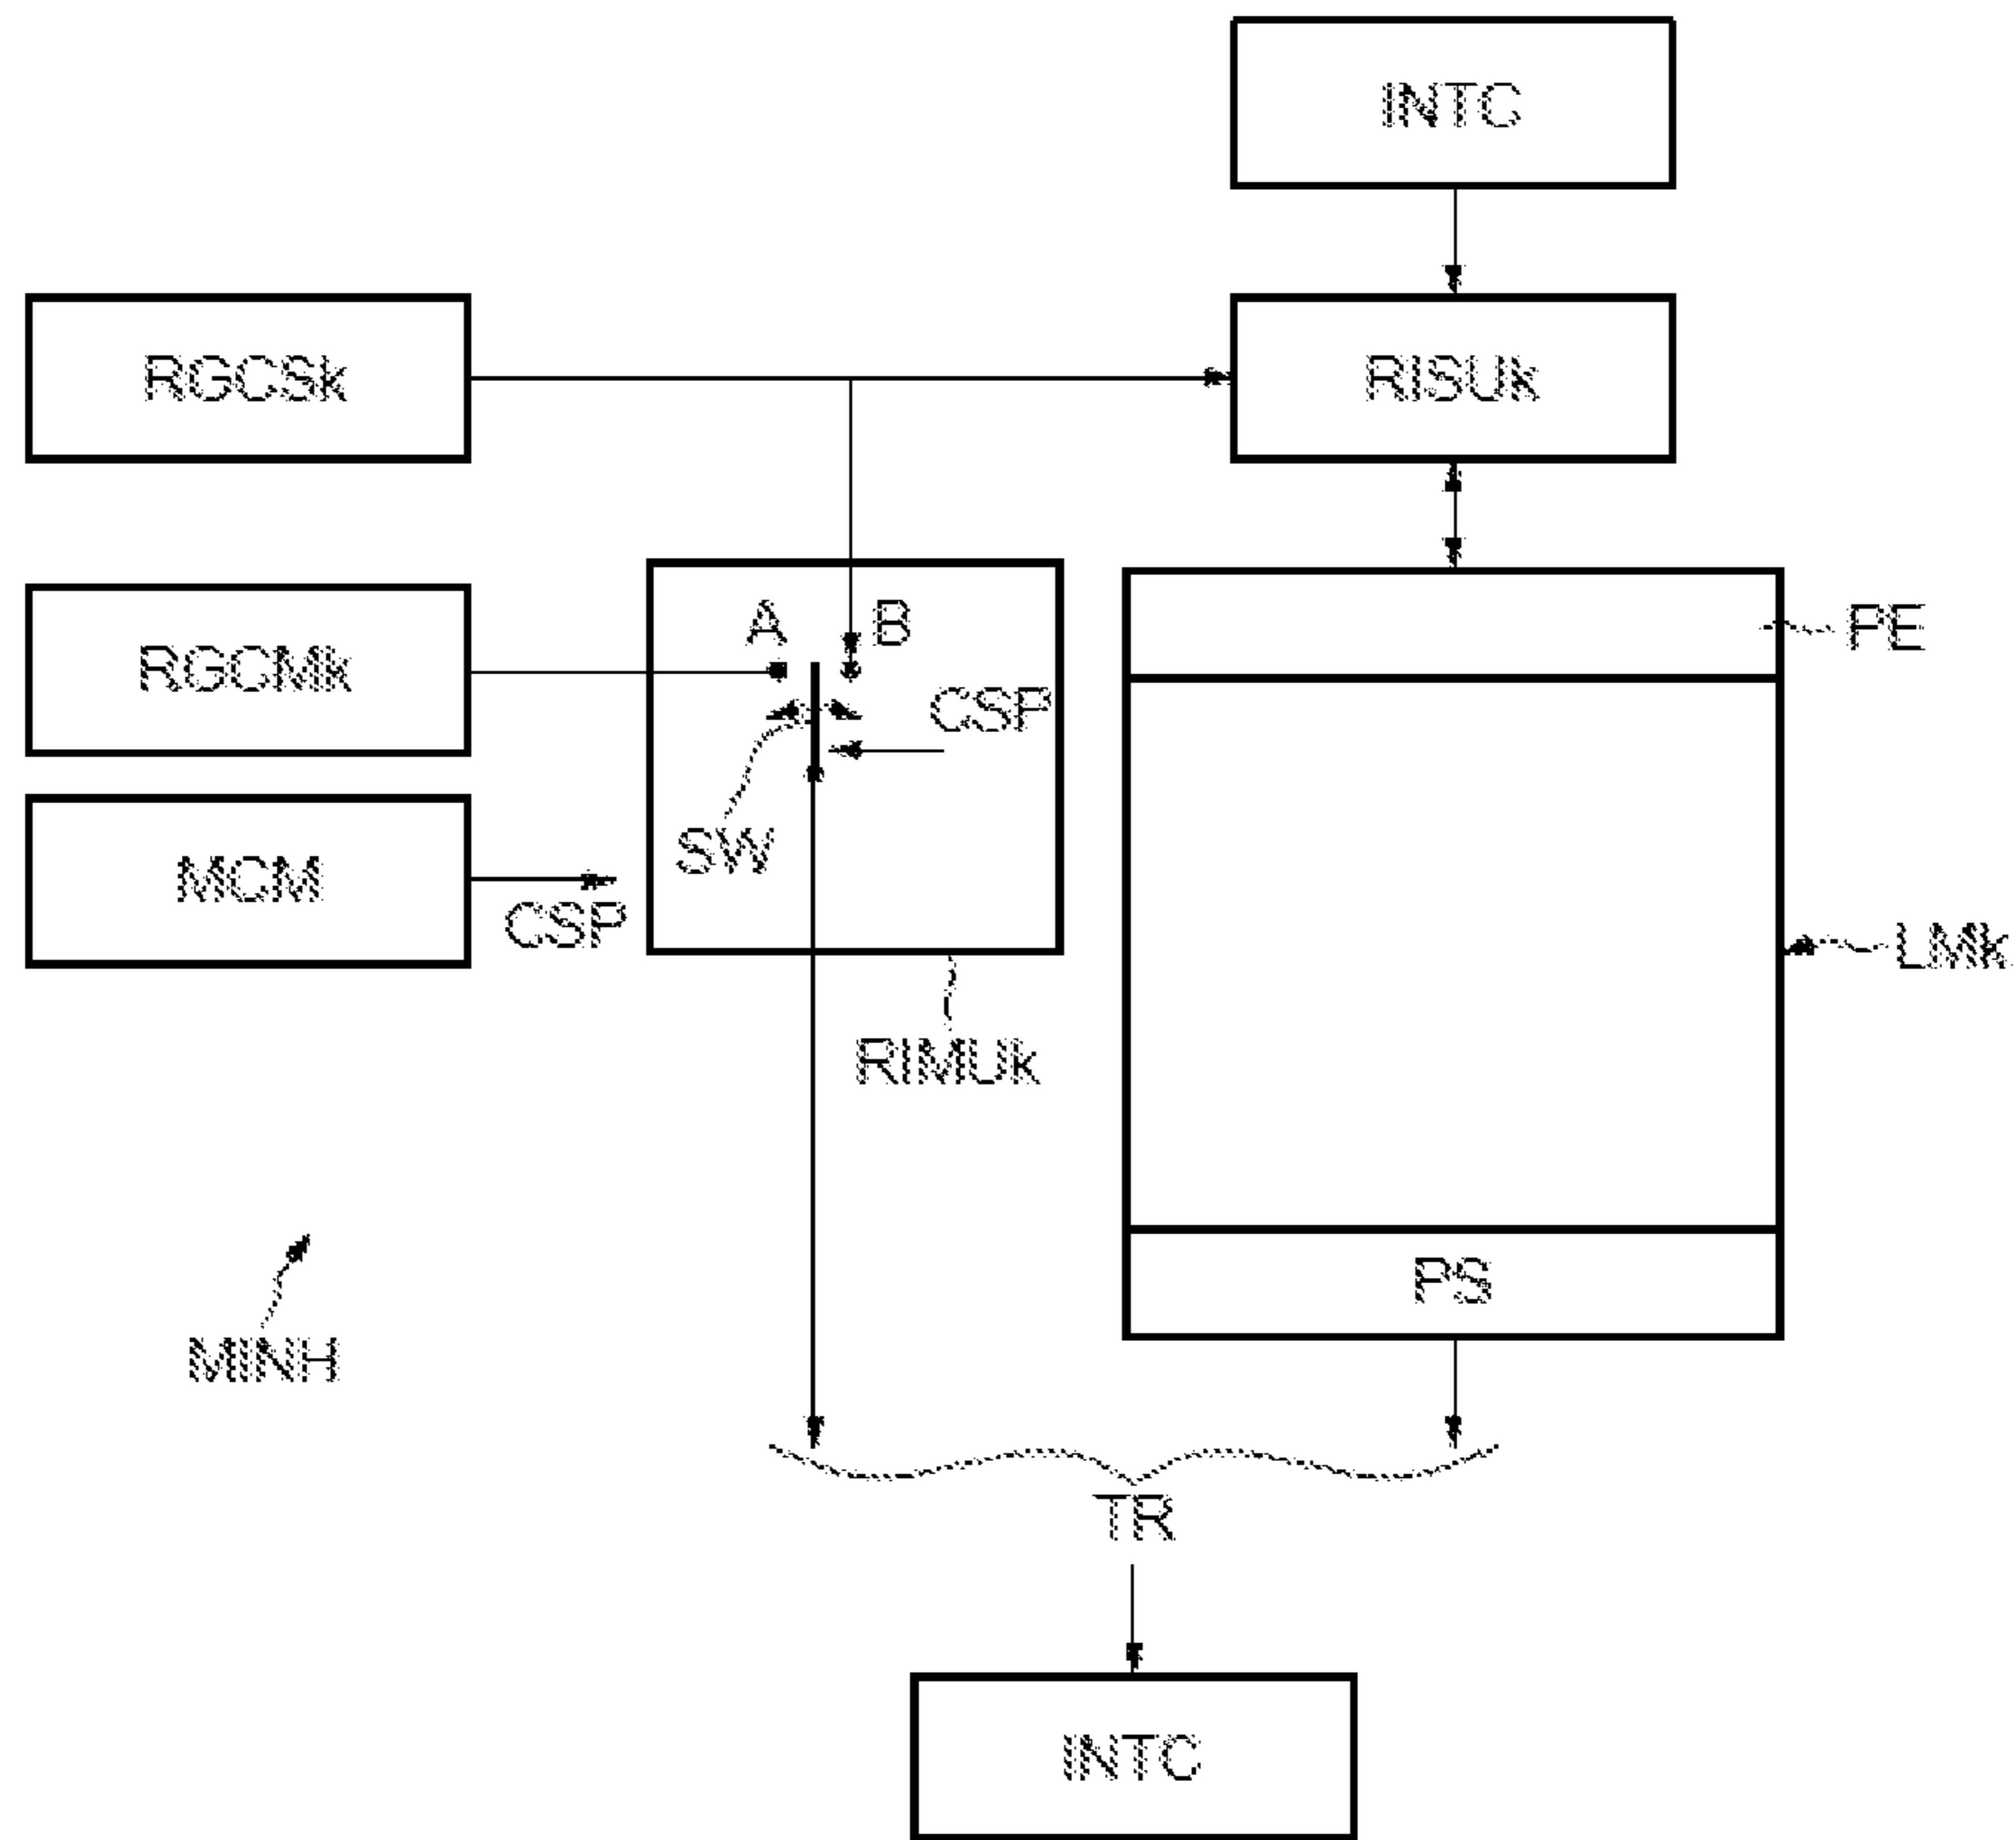 INTC
RGCSk
RISUk
A
B
PE
RGCMk
CSP
SW
MCM
CSP
LMk
RIMUk
PS
MINH
TR
INTC